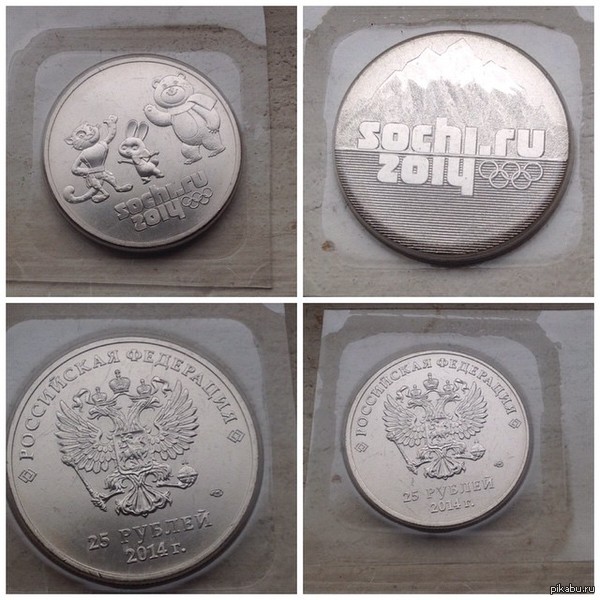 sochi.ru
2014
sochi.ru
2014
РОССИЙСКАЯ ФЕДЕРАЦИЯ
25 РУБЛЕЙ
2014 г.
РОССИЙСКАЯ ФЕДЕРАЦИЯ
25 РУБЛЕЙ
2014 г.
pikabu.ru